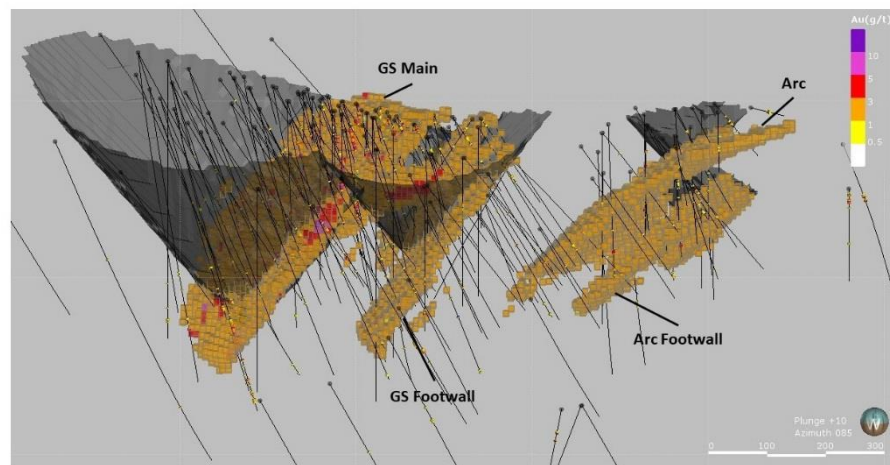 Au(g/t)
10
5
3
1
0.5
GS Main
Arc
Arc Footwall
GS Footwall
Plunge +10
Azimuth 085
W
0 100 200 300